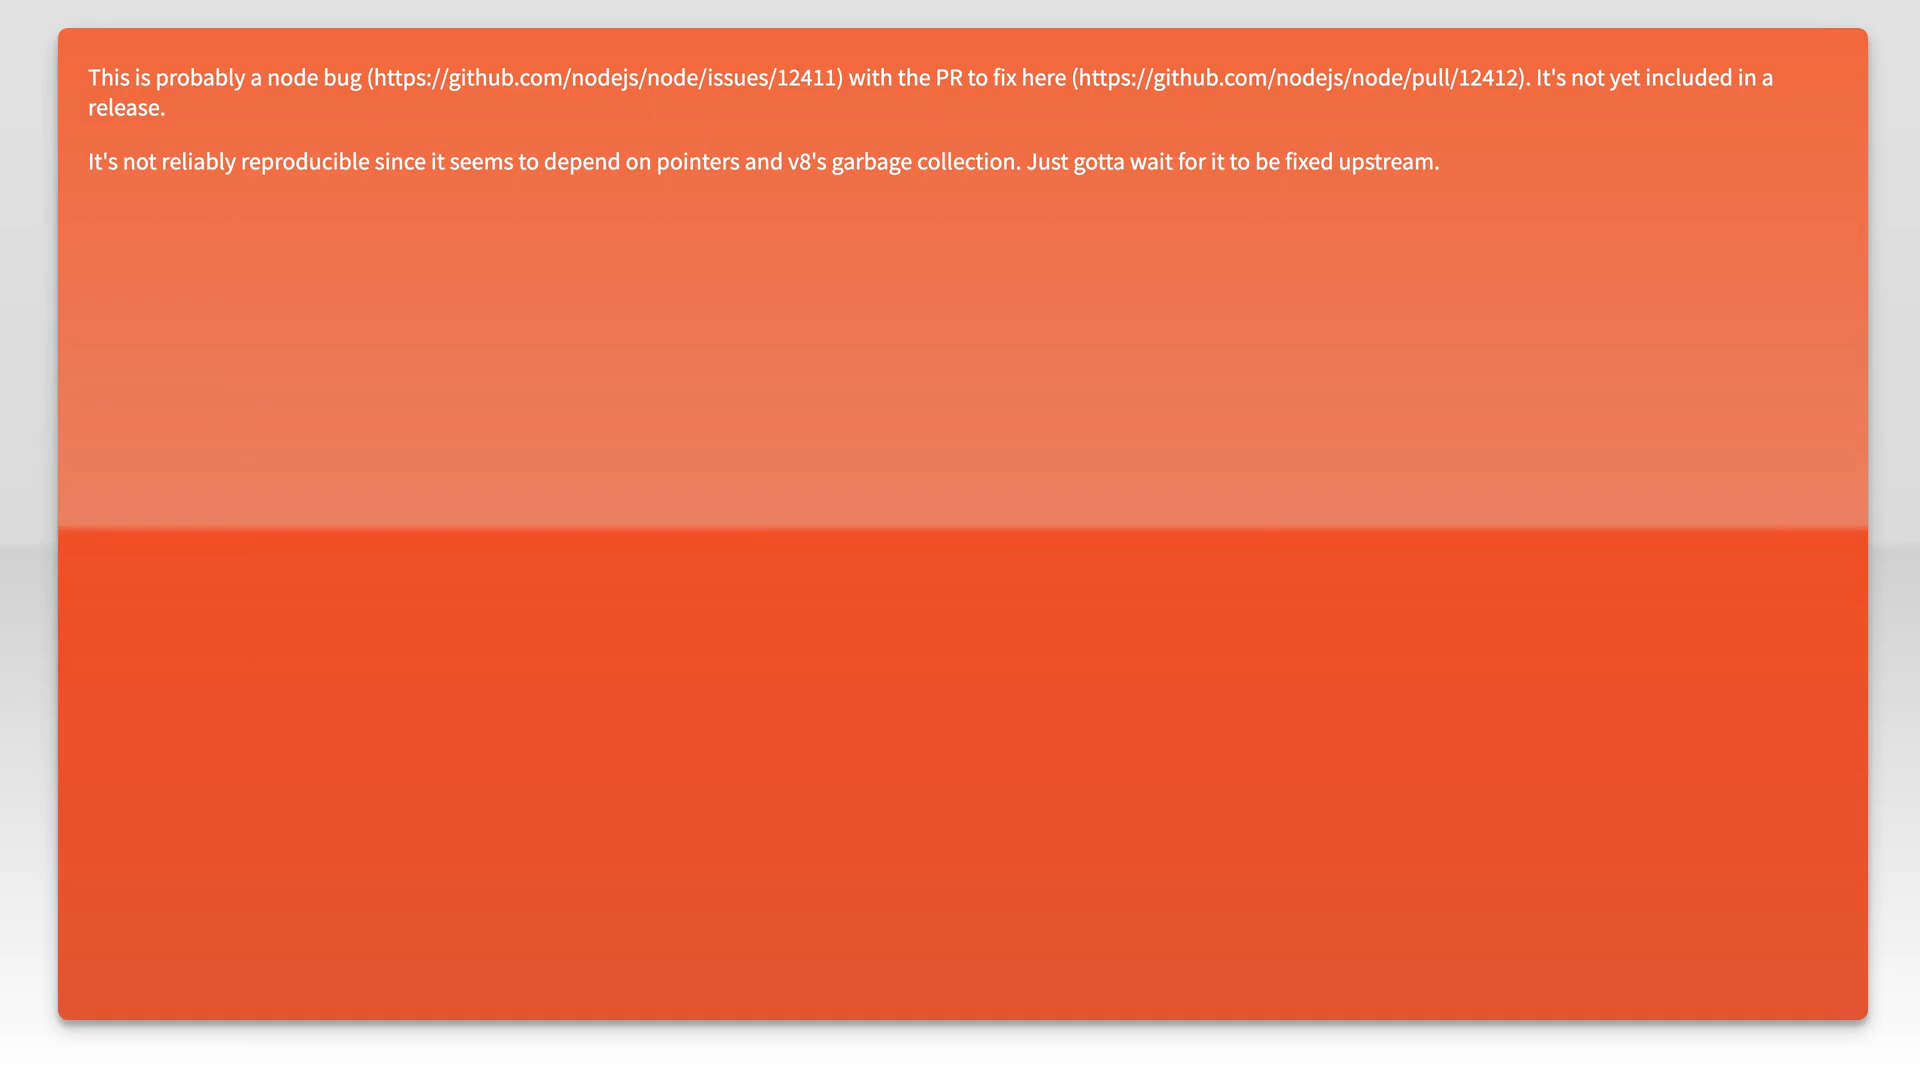 This is probably a node bug (https://github.com/nodejs/node/issues/12411) with the PR to fix here (https://github.com/nodejs/node/pull/12412). It's not yet included in a
release.
It's not reliably reproducible since it seems to depend on pointers and v8's garbage collection. Just gotta wait for it to be fixed upstream.